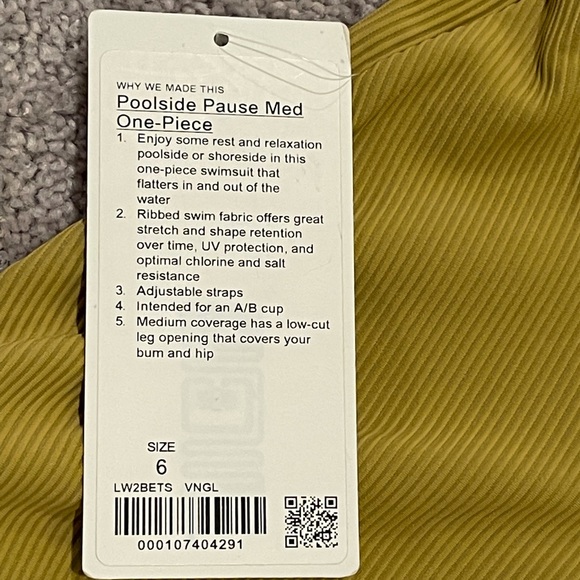 WHY WE MADE THIS
Poolside Pause Med
One-Piece
1. Enjoy some rest and relaxation
poolside or shoreside in this
one-piece swimsuit that
flatters in and out of the
water
2. Ribbed swim fabric offers great
stretch and shape retention
over time, UV protection, and
optimal chlorine and salt
resistance
3. Adjustable straps
4. Intended for an A/B cup
5. Medium coverage has a low-cut
leg opening that covers your
bum and hip
SIZE
6
LW2BETS VNGL
000107404291